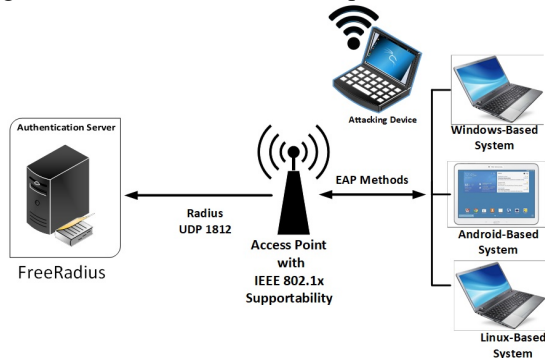 Authentication Server
FreeRadius
Radius
UDP 1812
Access Point
with
IEEE 802.1x
Supportability
EAP Methods
Attacking Device
Windows-Based
System
Android-Based
System
Linux-Based
System